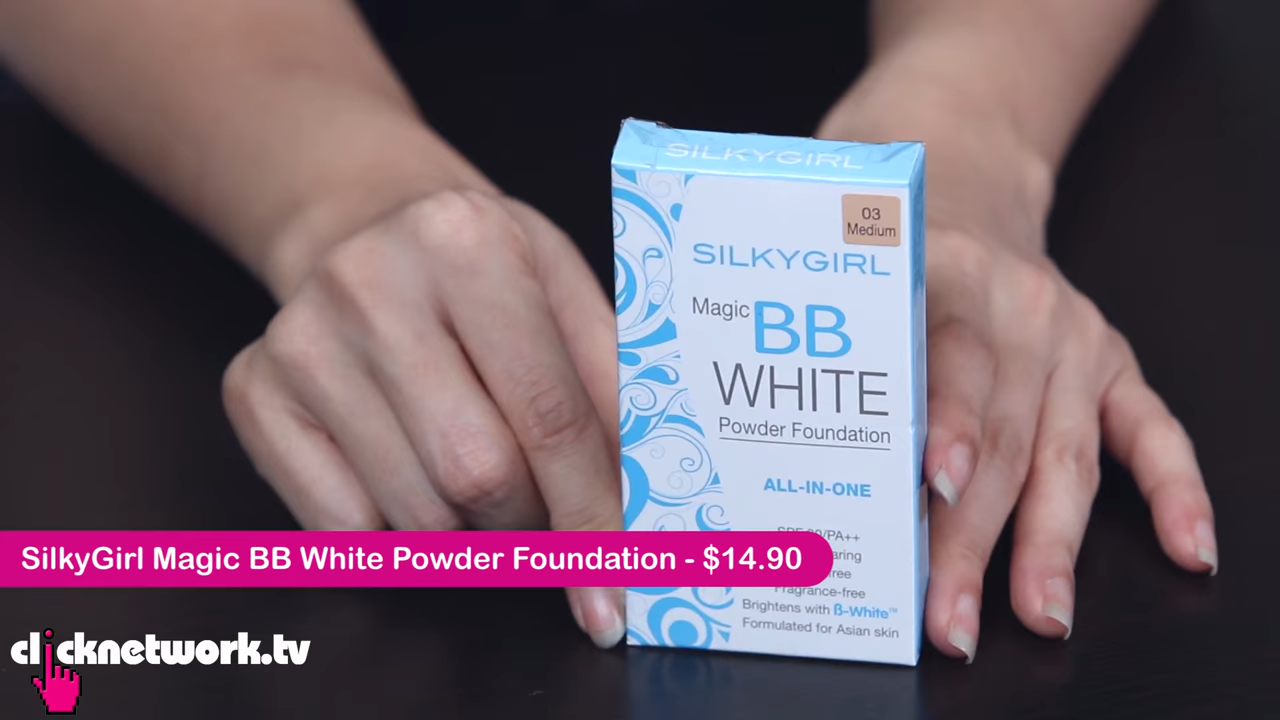 SILKYGIRL
03
Medium
SILKYGIRL
Magic BB
WHITE
Powder Foundation
ALL-IN-ONE
Fragrance-free
Brightens with ß-White™
Formulated for Asian skin
SilkyGirl Magic BB White Powder Foundation - $14.90
clicknetwork.tv